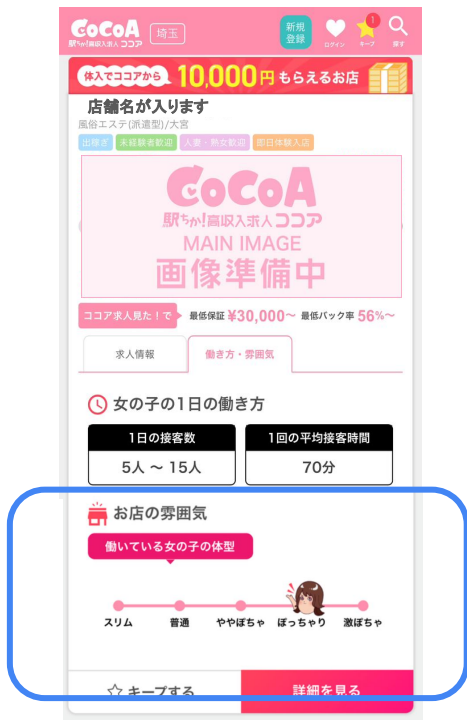 CoCoA
駅ちか!高収入求人ココア
埼玉
新規
登録
ログイン
1
キープ
探す
体入でココアから 10,000円もらえるお店
店舗名が入ります
風俗エステ(派遣型)/大宮
出稼ぎ 未経験者歓迎 人妻・熟女歓迎 即日体験入店
CoCoA
駅ちか!高収入求人ココア
MAIN IMAGE
画像準備中
ココア求人見た!で 最低保証 ¥30,000〜 最低バック率 56%〜
求人情報 働き方・雰囲気
女の子の1日の働き方
1日の接客数 1回の平均接客時間
5人 〜 15人 70分
お店の雰囲気
働いている女の子の体型
スリム 普通 ややぽちゃ ぽっちゃり 激ぽちゃ
☆ キープする 詳細を見る